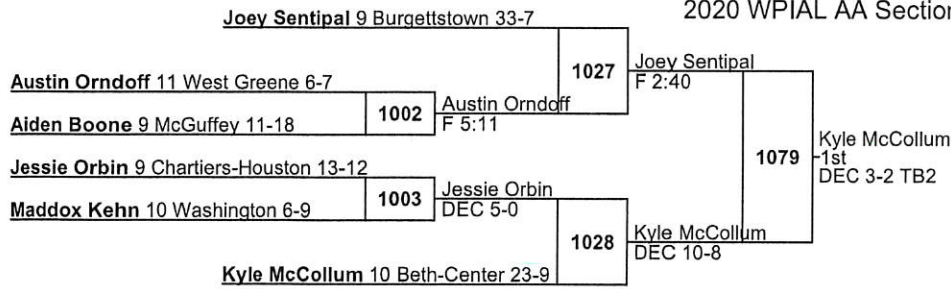 2020 WPIAL AA Section
Joey Sentipal 9 Burgettstown 33-7
1027
Joey Sentipal
F 2:40
Austin Orndoff 11 West Greene 6-7
1002
Austin Orndoff
F 5:11
Aiden Boone 9 McGuffey 11-18
1079
Kyle McCollum
1st
DEC 3-2 TB2
Jessie Orbin 9 Chartiers-Houston 13-12
1003
Jessie Orbin
DEC 5-0
Maddox Kehn 10 Washington 6-9
1028
Kyle McCollum
DEC 10-8
Kyle McCollum 10 Beth-Center 23-9